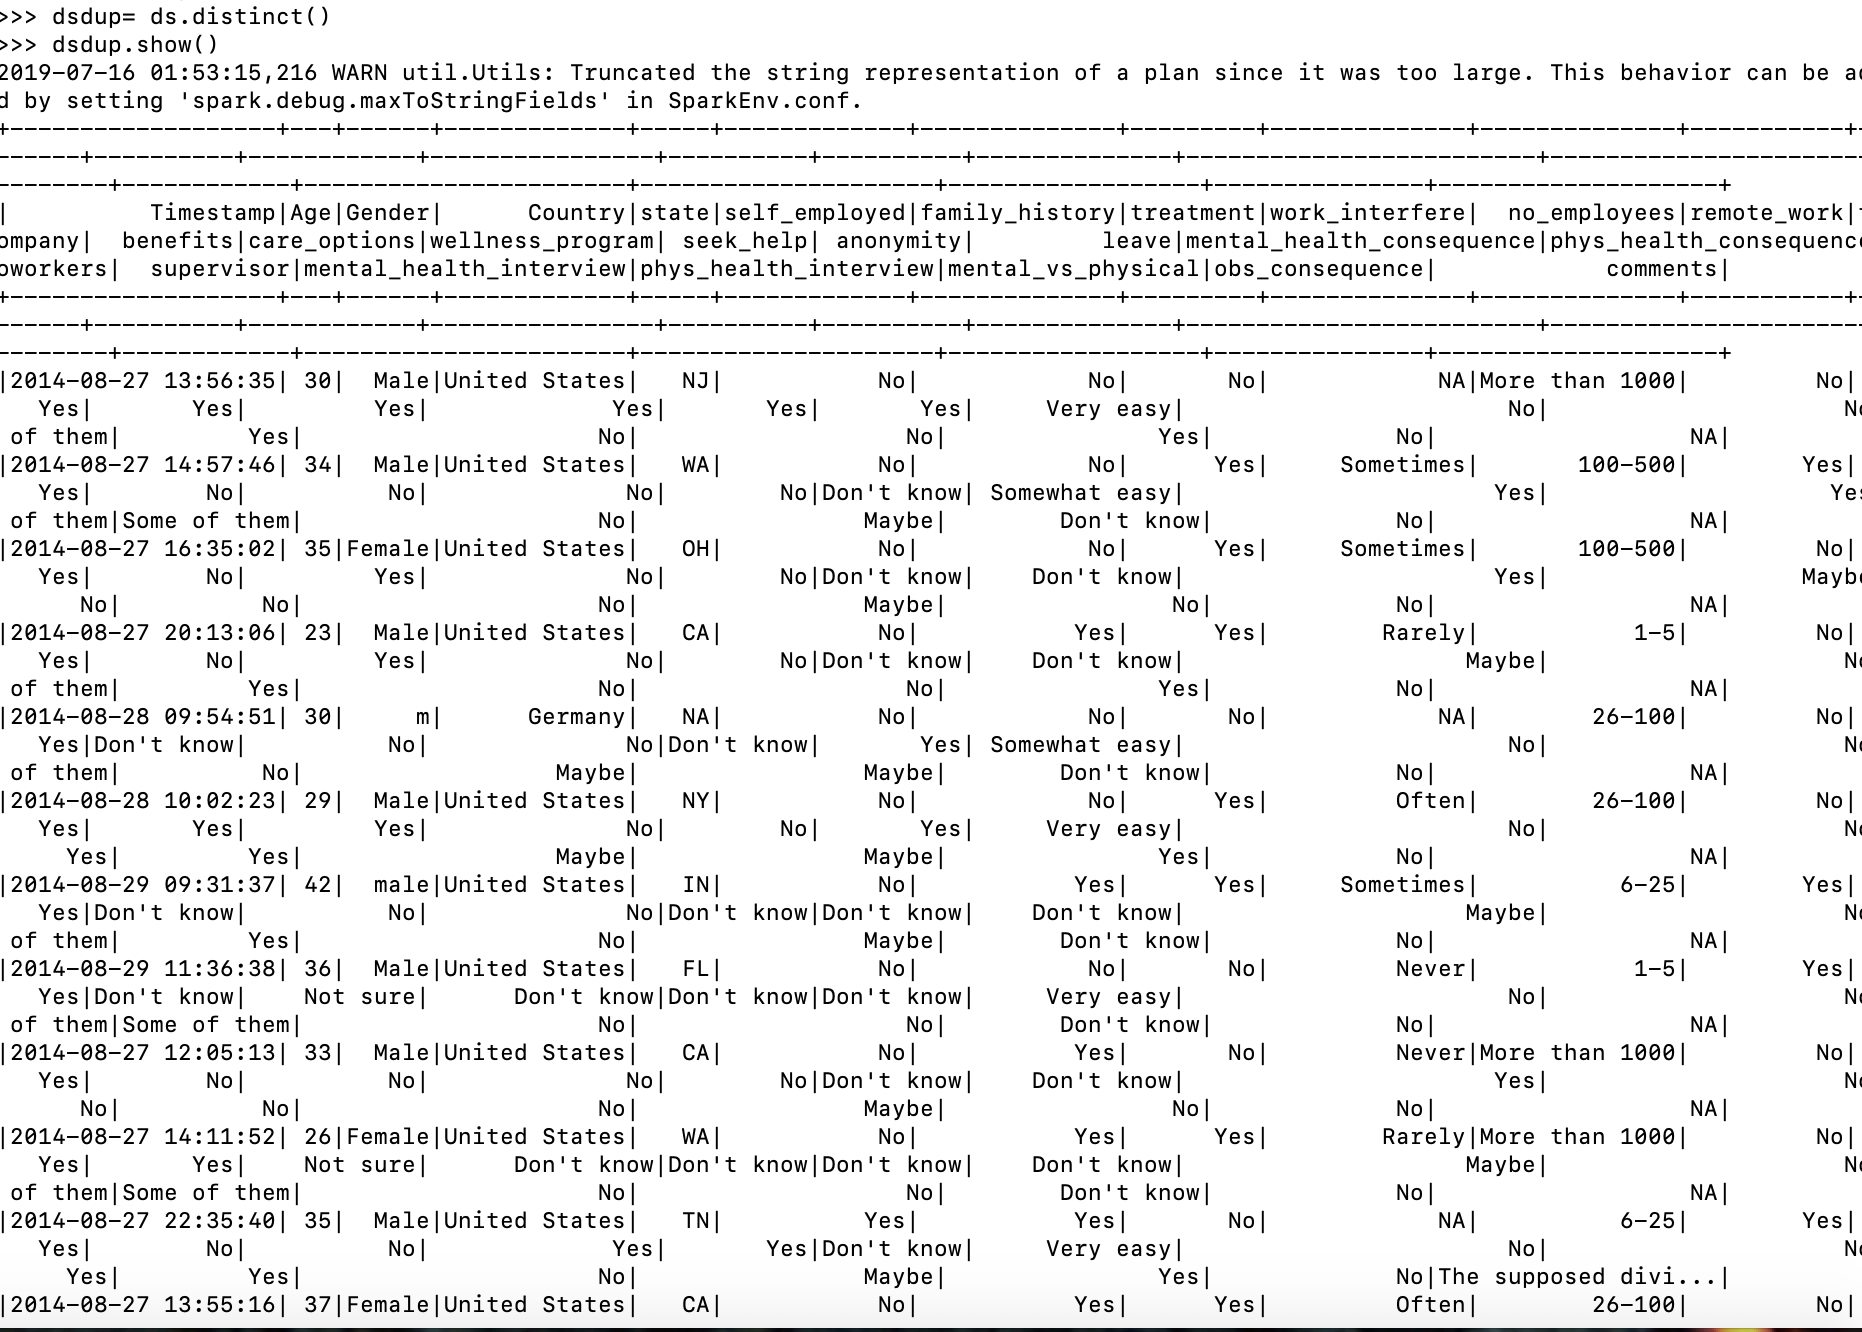 >>> dsdup= ds.distinct()
>>> dsdup.show()
2019-07-16 01:53:15,216 WARN util.Utils: Truncated the string representation of a plan since it was too large. This behavior can be
d by setting 'spark.debug.maxToStringFields' in SparkEnv.conf.
+-------------------+---+------+-------------+-----+-------------+--------------+---------+--------------+--------------+-----------+-
------+----------+------------+----------------+----------+----------+--------------+-------------------------+----------------------
--------+------------+-----------------------+---------------------+------------------+---------------+--------------------+
|          Timestamp|Age|Gender|      Country|state|self_employed|family_history|treatment|work_interfere|  no_employees|remote_work|
ompany|  benefits|care_options|wellness_program| seek_help| anonymity|         leave|mental_health_consequence|phys_health_consequence
oworkers|  supervisor|mental_health_interview|phys_health_interview|mental_vs_physical|obs_consequence|            comments|
+-------------------+---+------+-------------+-----+-------------+--------------+---------+--------------+--------------+-----------+-
------+----------+------------+----------------+----------+----------+--------------+-------------------------+----------------------
--------+------------+-----------------------+---------------------+------------------+---------------+--------------------+
|2014-08-27 13:56:35| 30|  Male|United States|   NJ|           No|            No|       No|            NA|More than 1000|         No|
   Yes|       Yes|         Yes|             Yes|       Yes|       Yes|     Very easy|                       No|                     No
 of them|         Yes|                     No|                   No|               Yes|             No|                  NA|
|2014-08-27 14:57:46| 34|  Male|United States|   WA|           No|            No|      Yes|     Sometimes|       100-500|        Yes|
   Yes|        No|          No|              No|        No|Don't know| Somewhat easy|                      Yes|                    Yes
 of them|Some of them|                     No|                Maybe|        Don't know|             No|                  NA|
|2014-08-27 16:35:02| 35|Female|United States|   OH|           No|            No|      Yes|     Sometimes|       100-500|         No|
   Yes|        No|         Yes|              No|        No|Don't know|    Don't know|                      Yes|                  Maybe
      No|          No|                     No|                Maybe|                No|             No|                  NA|
|2014-08-27 20:13:06| 23|  Male|United States|   CA|           No|           Yes|      Yes|        Rarely|           1-5|         No|
   Yes|        No|         Yes|              No|        No|Don't know|    Don't know|                    Maybe|                     No
 of them|         Yes|                     No|                   No|               Yes|             No|                  NA|
|2014-08-28 09:54:51| 30|     m|      Germany|   NA|           No|            No|       No|            NA|        26-100|         No|
   Yes|Don't know|          No|              No|Don't know|       Yes| Somewhat easy|                       No|                     No
 of them|          No|                  Maybe|                Maybe|        Don't know|             No|                  NA|
|2014-08-28 10:02:23| 29|  Male|United States|   NY|           No|            No|      Yes|         Often|        26-100|         No|
   Yes|       Yes|         Yes|              No|        No|       Yes|     Very easy|                       No|                     No
     Yes|         Yes|                  Maybe|                Maybe|               Yes|             No|                  NA|
|2014-08-29 09:31:37| 42|  male|United States|   IN|           No|           Yes|      Yes|     Sometimes|          6-25|        Yes|
   Yes|Don't know|          No|              No|Don't know|Don't know|    Don't know|                    Maybe|                     No
 of them|         Yes|                     No|                Maybe|        Don't know|             No|                  NA|
|2014-08-29 11:36:38| 36|  Male|United States|   FL|           No|            No|       No|         Never|           1-5|        Yes|
   Yes|Don't know|    Not sure|      Don't know|Don't know|Don't know|     Very easy|                       No|                     No
 of them|Some of them|                     No|                   No|        Don't know|             No|                  NA|
|2014-08-27 12:05:13| 33|  Male|United States|   CA|           No|           Yes|       No|         Never|More than 1000|         No|
   Yes|        No|          No|              No|        No|Don't know|    Don't know|                      Yes|                     No
      No|          No|                     No|                Maybe|                No|             No|                  NA|
|2014-08-27 14:11:52| 26|Female|United States|   WA|           No|           Yes|      Yes|        Rarely|More than 1000|         No|
   Yes|       Yes|    Not sure|      Don't know|Don't know|Don't know|    Don't know|                    Maybe|                     No
 of them|Some of them|                     No|                   No|        Don't know|             No|                  NA|
|2014-08-27 22:35:40| 35|  Male|United States|   TN|          Yes|           Yes|       No|            NA|          6-25|        Yes|
   Yes|        No|          No|             Yes|       Yes|Don't know|     Very easy|                       No|                     No
     Yes|         Yes|                     No|                Maybe|               Yes|             No|The supposed divi...|
|2014-08-27 13:55:16| 37|Female|United States|   CA|           No|           Yes|      Yes|         Often|        26-100|         No|